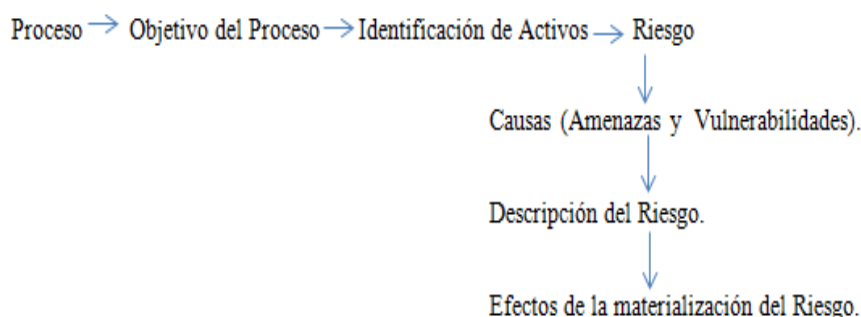 Proceso Objetivo del Proceso Identificación de Activos Riesgo
Causas (Amenazas y Vulnerabilidades).
Descripción del Riesgo.
Efectos de la materialización del Riesgo.